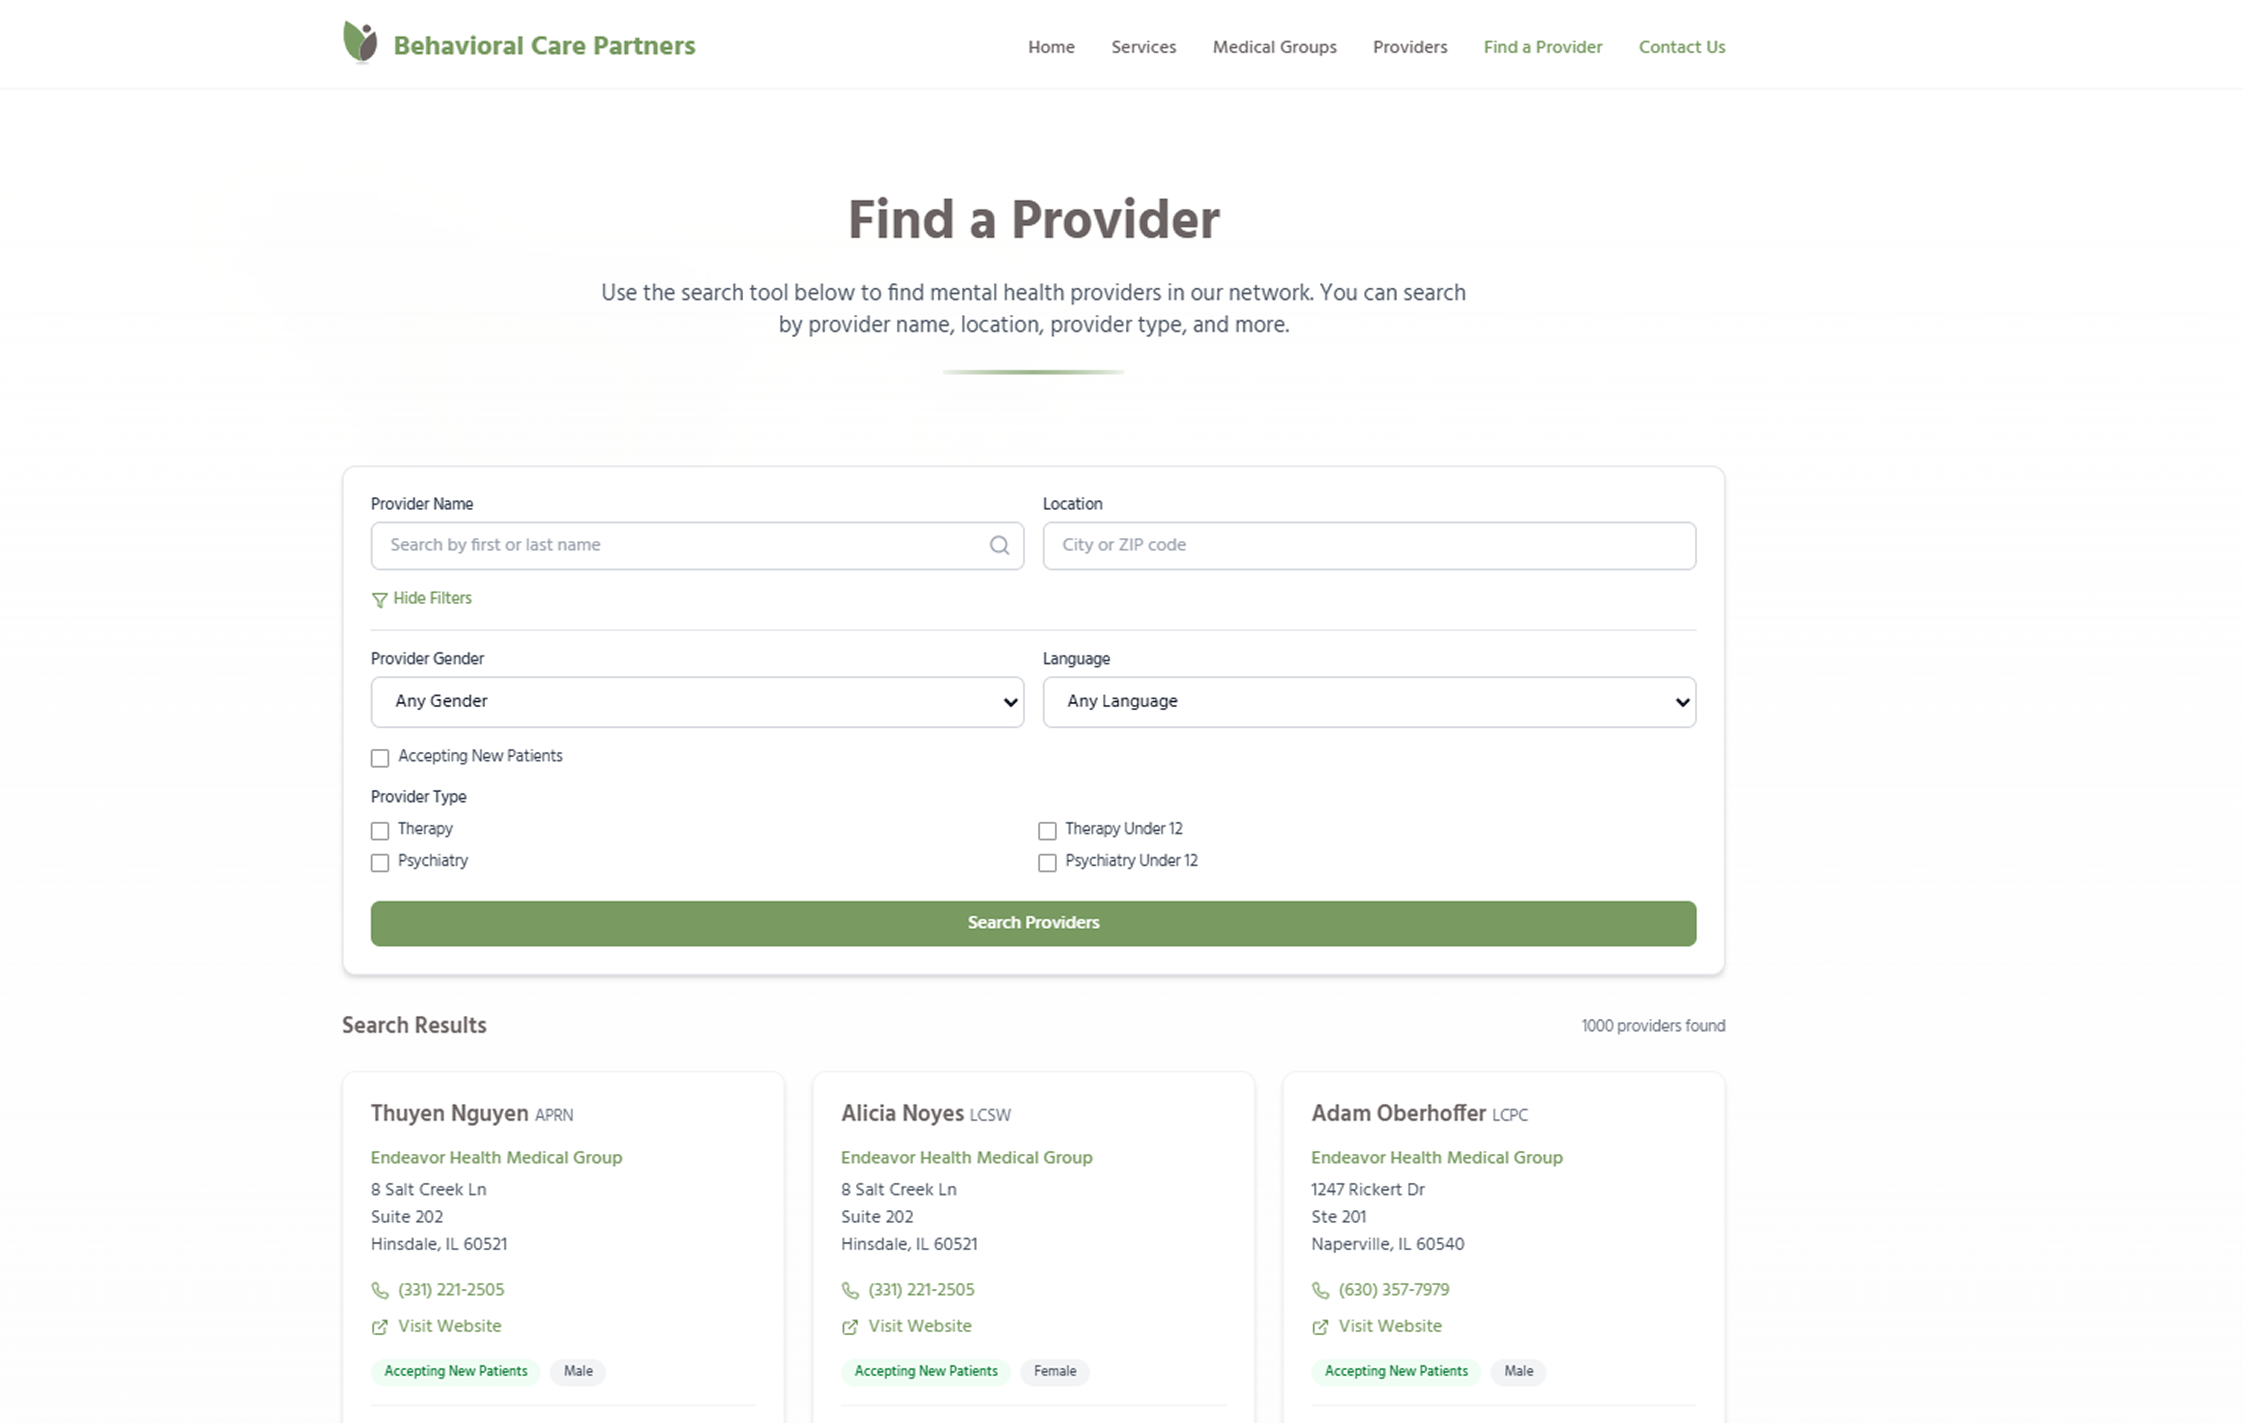 Behavioral Care Partners
Home Services Medical Groups Providers Find a Provider Contact Us
Find a Provider
Use the search tool below to find mental health providers in our network. You can search
by provider name, location, provider type, and more.
Provider Name
Search by first or last name
Location
City or ZIP code
Hide Filters
Provider Gender
Any Gender
Language
Any Language
Accepting New Patients
Provider Type
Therapy
Therapy Under 12
Psychiatry
Psychiatry Under 12
Search Providers
Search Results
1000 providers found
Thuyen Nguyen APRN
Endeavor Health Medical Group
8 Salt Creek Ln
Suite 202
Hinsdale, IL 60521
(331) 221-2505
Visit Website
Accepting New Patients Male
Alicia Noyes LCSW
Endeavor Health Medical Group
8 Salt Creek Ln
Suite 202
Hinsdale, IL 60521
(331) 221-2505
Visit Website
Accepting New Patients Female
Adam Oberhoffer LCPC
Endeavor Health Medical Group
1247 Rickert Dr
Ste 201
Naperville, IL 60540
(630) 357-7979
Visit Website
Accepting New Patients Male